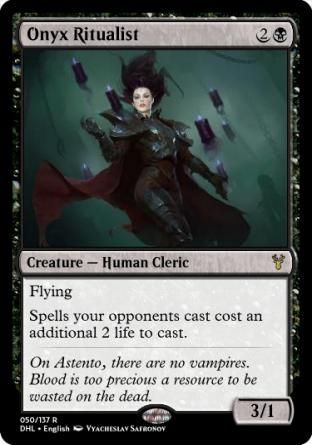 Onyx Ritualist 2
Creature — Human Cleric
Flying
Spells your opponents cast cost an
additional 2 life to cast.
On Astento, there are no vampires.
Blood is too precious a resource to be
wasted on the dead.
3/1
050/137 R
DHL • English Vyacheslav Safronov